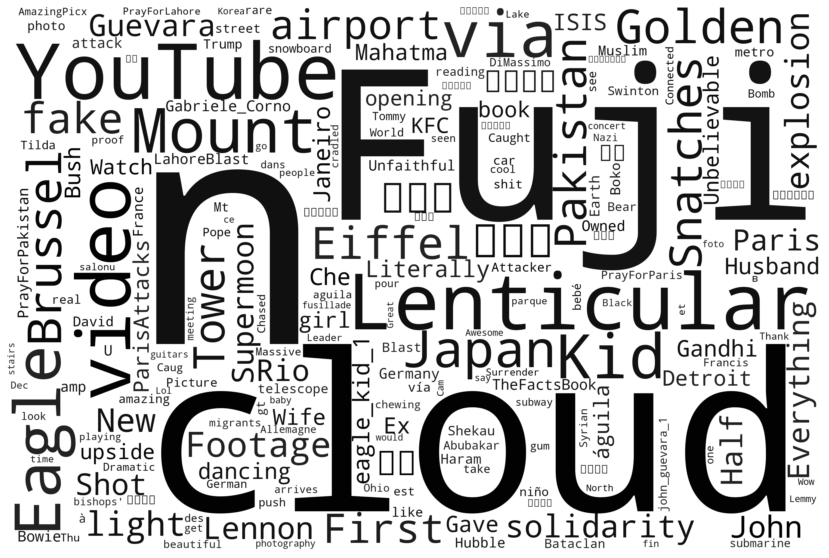 AmazingPicx
PrayForLahore
Korea
rare
Lake
photo
Guevara
street
airport
via
ISIS
Golden
attack
Trump
snowboard
Mahatma
DiMassimo
Muslim
metro
YouTube
reading
see
Swinton
Connected
Bomb
fake
Gabriele_Corno
opening
book
Fuji
Tilda
proof
Mount
Tommy
World
KFC
seen
Caught
concert
Nazi
Snatches
Unbelievable
explosion
LahoreBlast
go
dans
people
Janeiro
cradled
Unfaithful
car
cool
shit
Pakistan
Earth
Boko
Bear
Bush
Watch
video
n
Mt
ce
Pope
Owned
PrayForPakistan
Brussel
France
ParisAttacks
Eiffel
Paris
salonu
real
Tower
Supermoon
Chased
meeting
Che
Literally
Attacker
PrayForParis
foto
Husband
aguila
fusillade
pour
Great
parque
bebé
Black
et
B
David
U
girl
Leader
Lenticular
Awesome
Thank
stairs
Eagle
guitars
Massive
Blast
Japan
Kid
Gandhi
Francis
Dec
amp
Caug
Lol
Picture
Rio
telescope
eagle_kid_1
Germany
vía
Cam
say
Surrender
TheFactsBook
Detroit
Everything
amazing
gt
baby
chewing
subway
look
New
migrants
Allemagne
Wife
Ex
would
Shekau
Abubakar
Haram
take
gum
Syrian
águila
one
Half
john_guevara_1
playing
upside
Footage
time
Dramatic
dancing
cloud
Shot
German
arrives
Ohio
est
niño
North
Wow
Lemmy
bishops'
push
like
à
light
des
get
Lennon
First
Gave
solidarity
John
Bowie
Thu
beautiful
photography
Hubble
Bataclan
fin
submarine